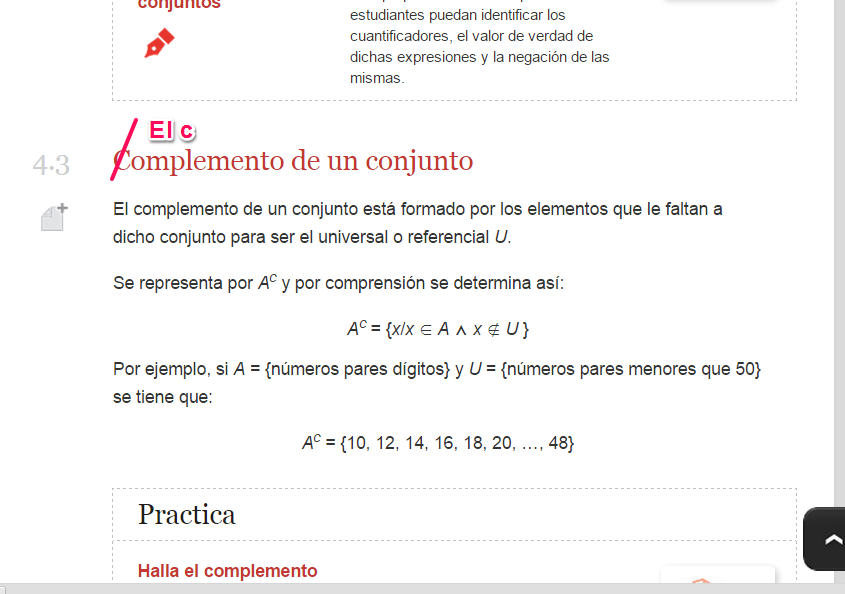 conjuntos
estudiantes puedan identificar los
cuantificadores, el valor de verdad de
dichas expresiones y la negación de las
mismas.
El c
4.3 Complemento de un conjunto
El complemento de un conjunto está formado por los elementos que le faltan a
dicho conjunto para ser el universal o referencial U.
Se representa por Aᶜ y por comprensión se determina así:
Aᶜ = {x/x ∈ A ∧ x ∉ U }
Por ejemplo, si A = {números pares dígitos} y U = {números pares menores que 50}
se tiene que:
Aᶜ = {10, 12, 14, 16, 18, 20, …, 48}
Practica
Halla el complemento